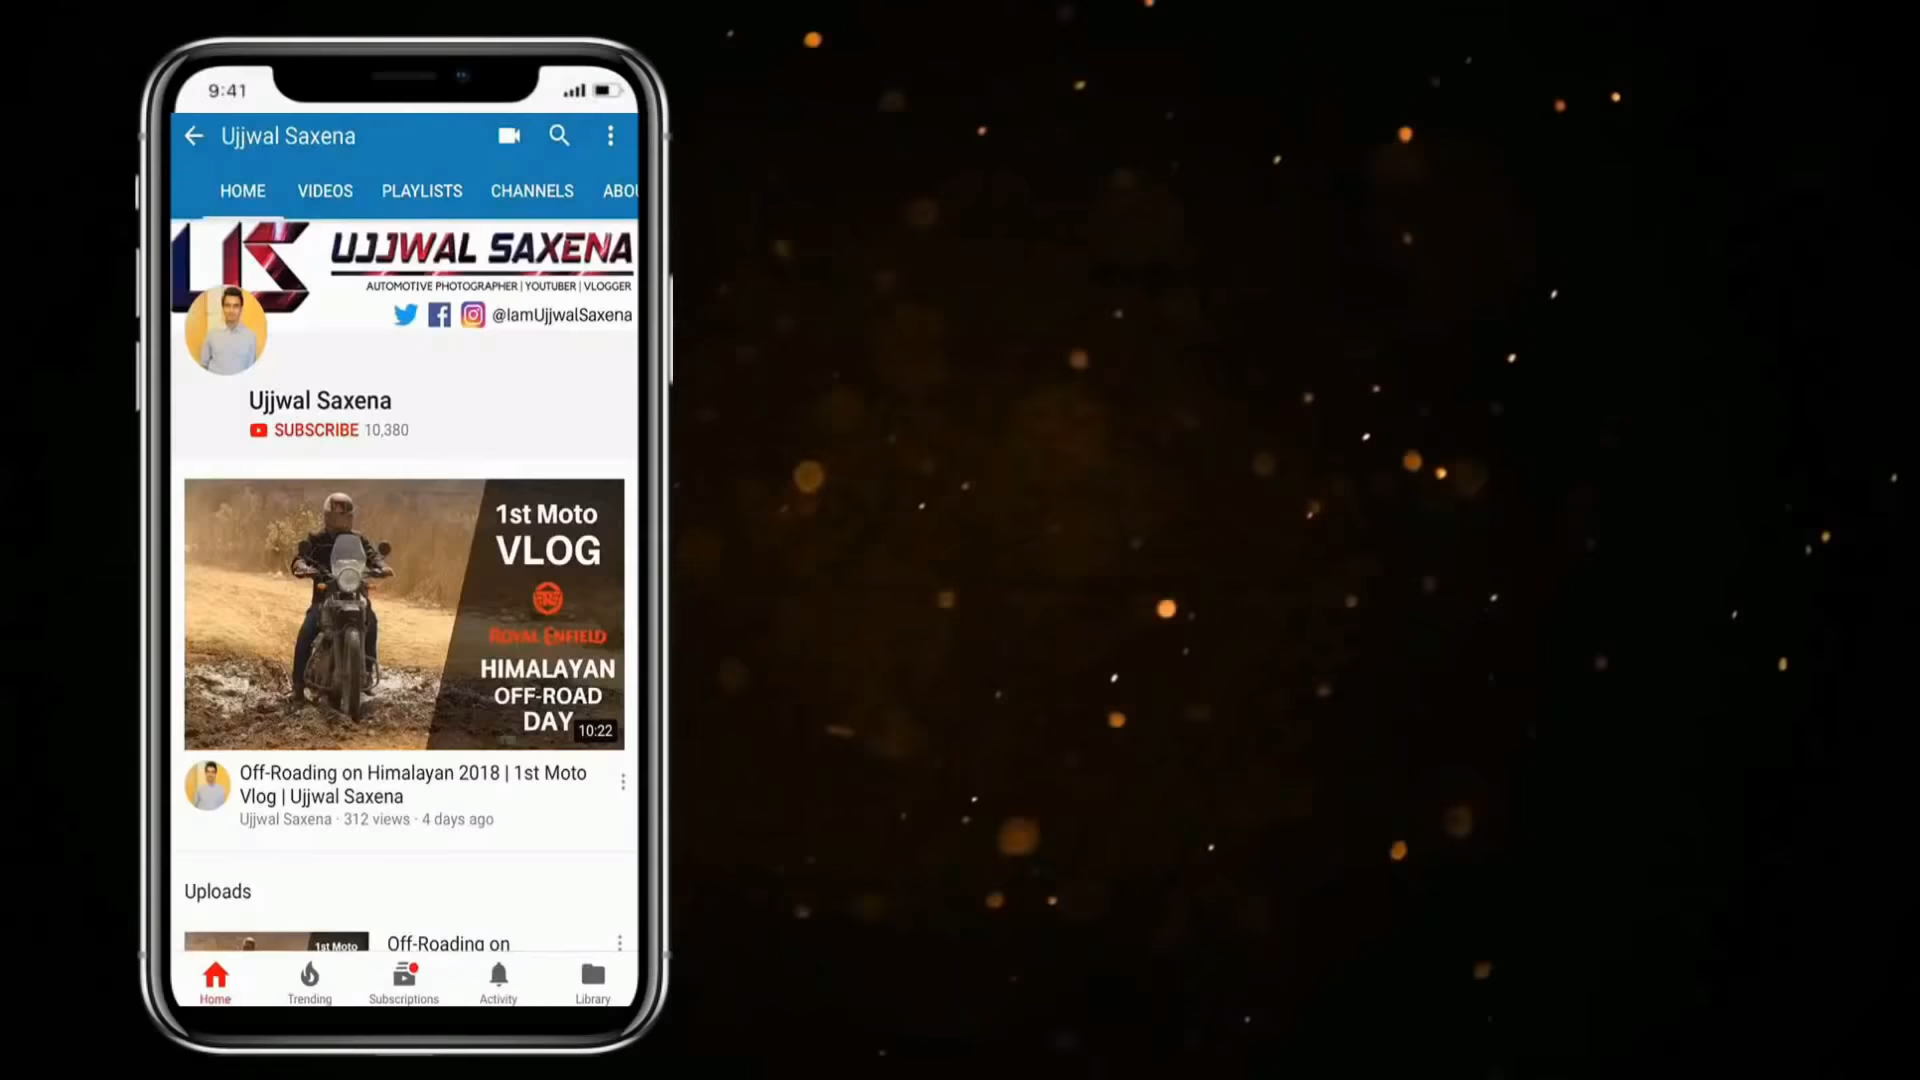 9:41
Ujjwal Saxena
HOME VIDEOS PLAYLISTS CHANNELS ABOU
UJJWAL SAXENA
AUTOMOTIVE PHOTOGRAPHER | YOUTUBER | VLOGGER
@IamUjjwalSaxena
Ujjwal Saxena
SUBSCRIBE 10,380
1st Moto
VLOG
ROYAL ENFIELD
HIMALAYAN
OFF-ROAD
DAY
10:22
Off-Roading on Himalayan 2018 | 1st Moto
Vlog | Ujjwal Saxena
Ujjwal Saxena · 312 views · 4 days ago
Uploads
1st Moto
Off-Roading on
Home Trending Subscriptions Activity Library